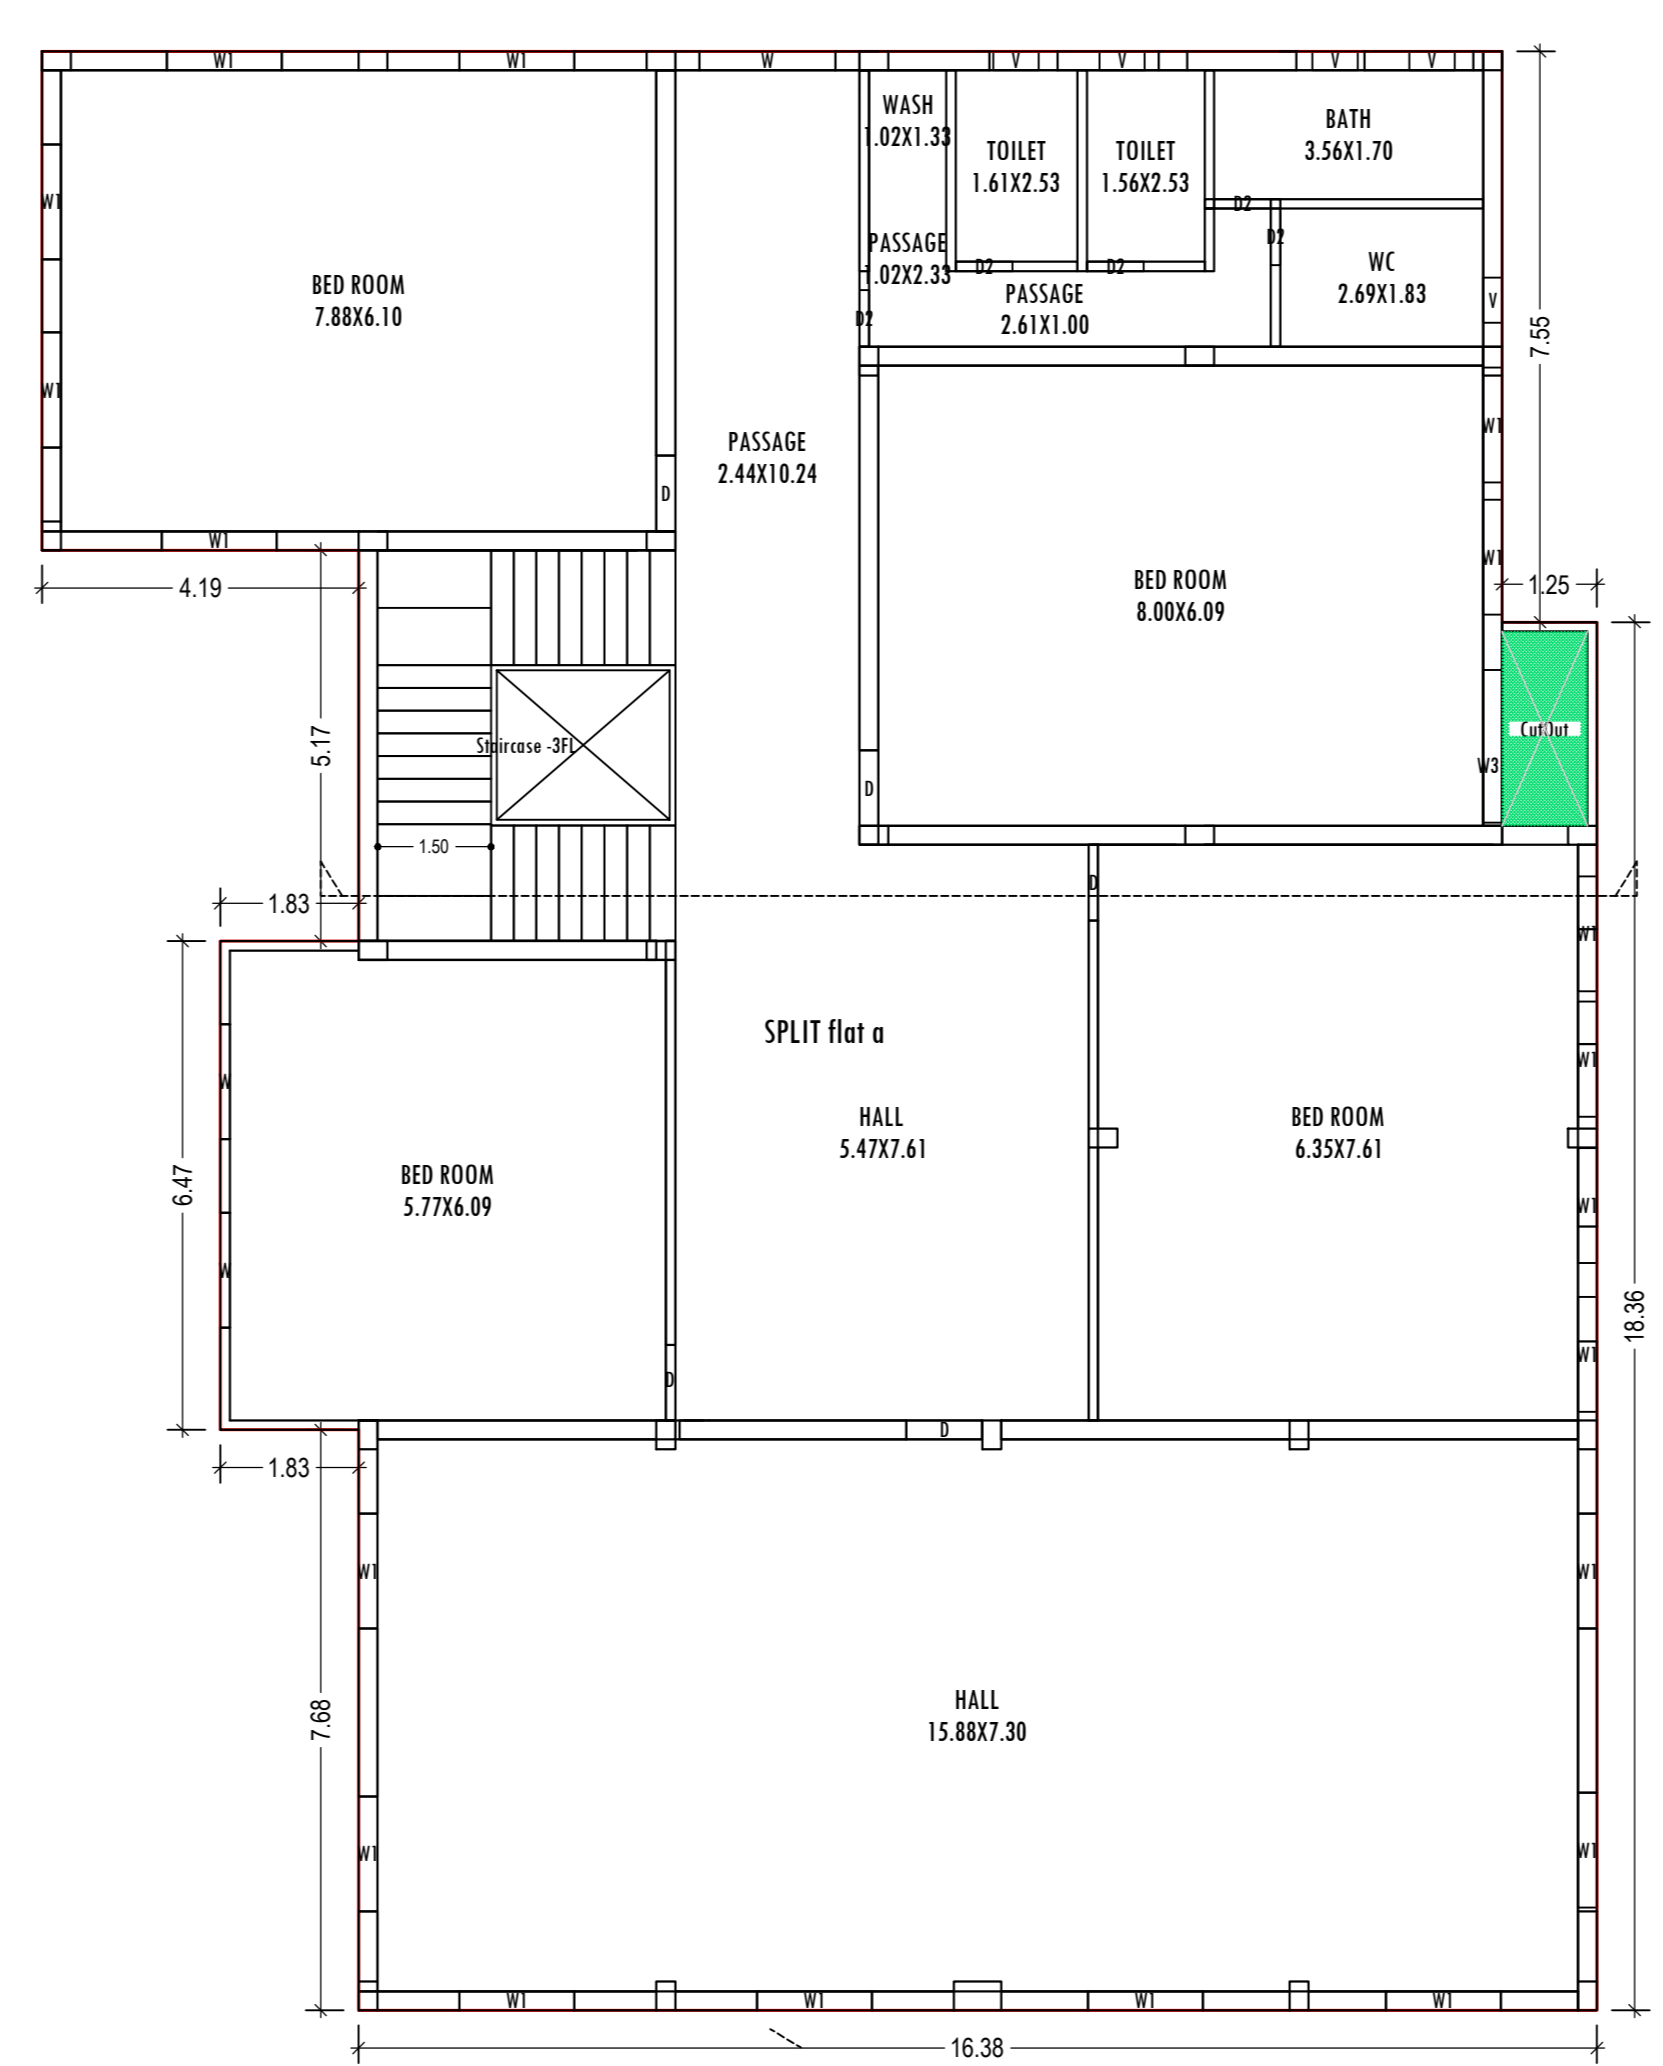 W1
W1
W
V
V
V
V
WASH
1.02X1.33
TOILET
1.61X2.53
TOILET
1.56X2.53
BATH
3.56X1.70
W1
D2
D2
PASSAGE
1.02X2.33
D2
D2
WC
2.69X1.83
BED ROOM
7.88X6.10
PASSAGE
2.61X1.00
V
D2
7.55
W1
W1
PASSAGE
2.44X10.24
D
W1
W1
4.19
BED ROOM
8.00X6.09
1.25
5.17
Staircase -3FL
CutOut
W3
D
1.50
D
1.83
W1
SPLIT flat a
W
W1
HALL
5.47X7.61
BED ROOM
6.35X7.61
6.47
BED ROOM
5.77X6.09
W1
W
18.36
W1
D
D
1.83
W1
W1
7.68
HALL
15.88X7.30
W1
W1
W1
W1
W1
W1
16.38